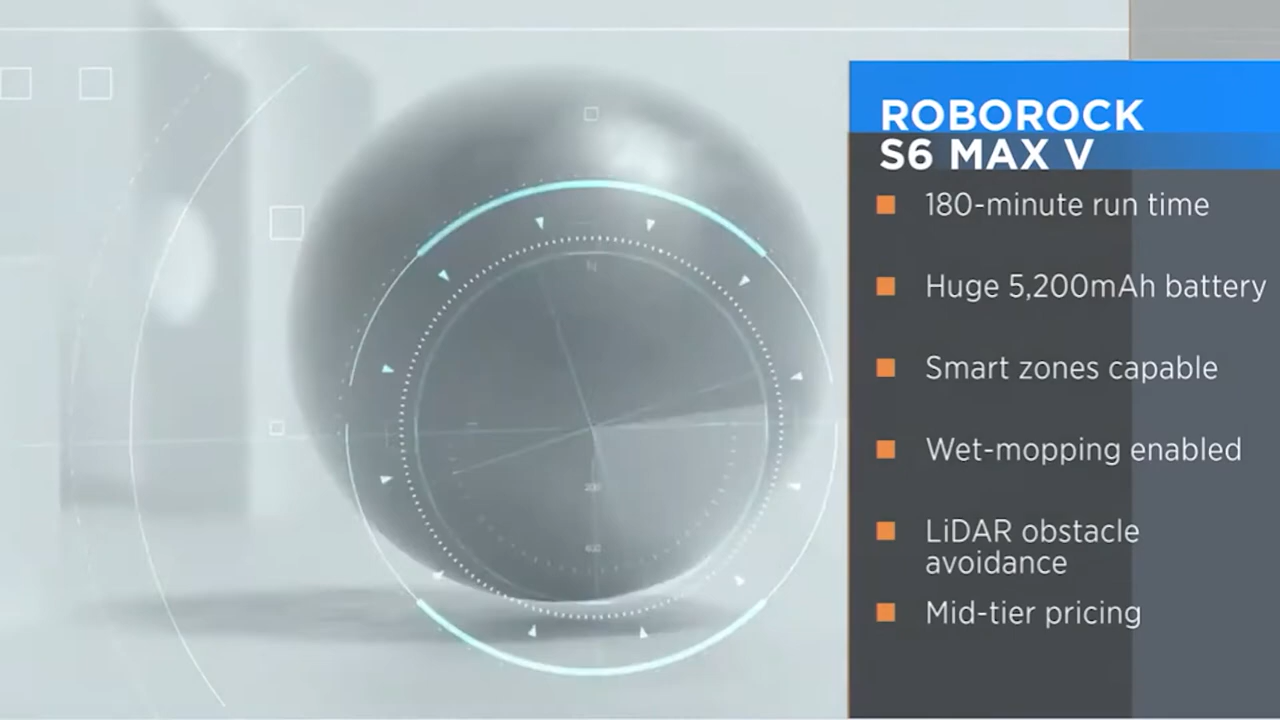 ROBOROCK
S6 MAX V
180-minute run time
Huge 5,200mAh battery
Smart zones capable
Wet-mopping enabled
LiDAR obstacle
avoidance
Mid-tier pricing